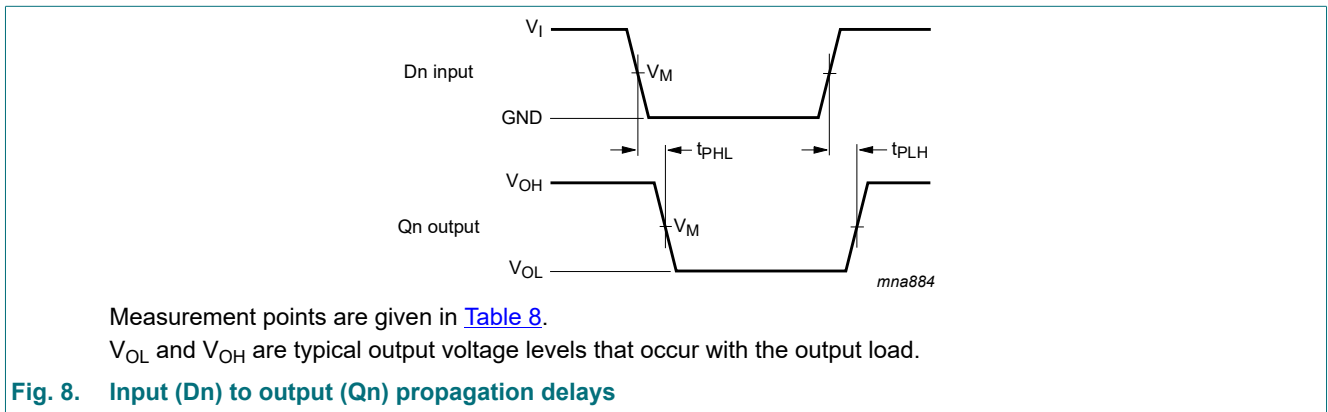 VI
Dn input
VM
GND
tPHL
tPLH
VOH
Qn output
VM
VOL
mna884
Measurement points are given in Table 8.
VOL and VOH are typical output voltage levels that occur with the output load.
Fig. 8. Input (Dn) to output (Qn) propagation delays